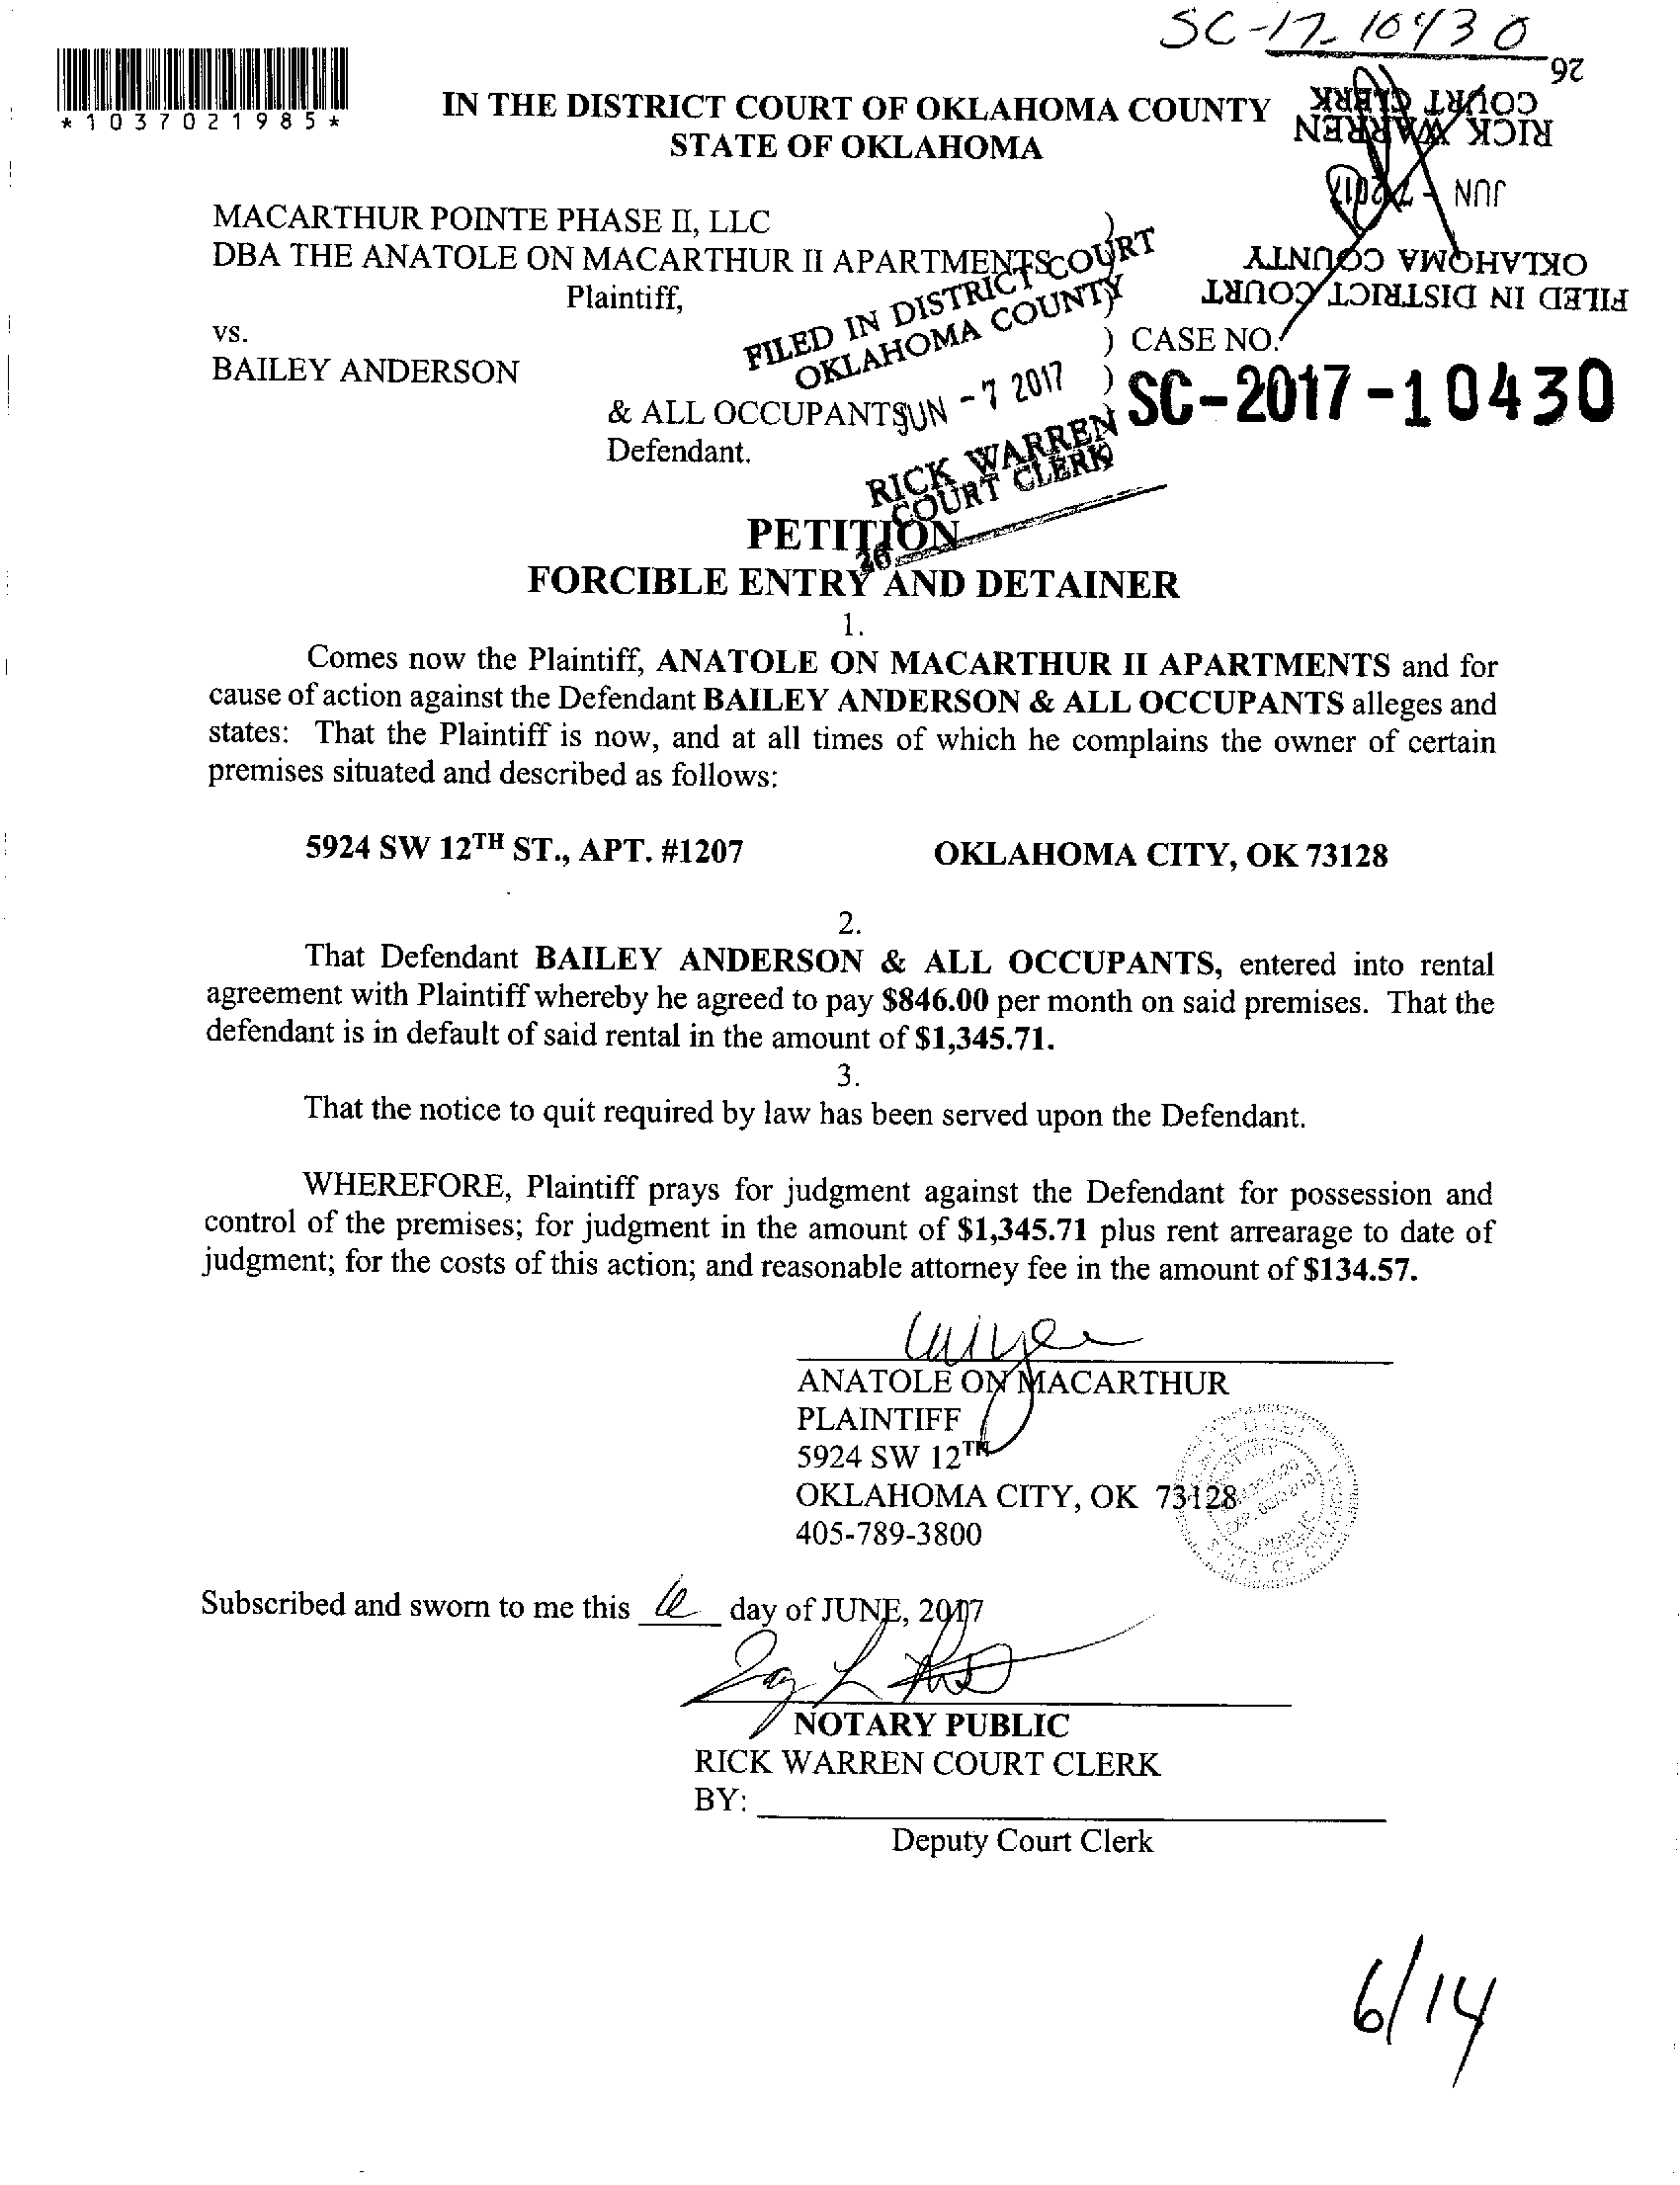 SC-17-10430
*1037021985*
IN THE DISTRICT COURT OF OKLAHOMA COUNTY
STATE OF OKLAHOMA
26
COURT CLERK
RICK WARREN
JUN - 7 2017
OKLAHOMA COUNTY
FILED IN DISTRICT COURT
MACARTHUR POINTE PHASE II, LLC
DBA THE ANATOLE ON MACARTHUR II APARTMENTS
Plaintiff,
vs.
BAILEY ANDERSON
& ALL OCCUPANTS
Defendant.
)
)
)
FILED IN DISTRICT COURT
OKLAHOMA COUNTY
JUN - 7 2017
RICK WARREN
COURT CLERK
26
CASE NO.
SC-2017-10430
PETITION
FORCIBLE ENTRY AND DETAINER
1.
Comes now the Plaintiff, ANATOLE ON MACARTHUR II APARTMENTS and for
cause of action against the Defendant BAILEY ANDERSON & ALL OCCUPANTS alleges and
states: That the Plaintiff is now, and at all times of which he complains the owner of certain
premises situated and described as follows:
5924 SW 12TH ST., APT. #1207 OKLAHOMA CITY, OK 73128
2.
That Defendant BAILEY ANDERSON & ALL OCCUPANTS, entered into rental
agreement with Plaintiff whereby he agreed to pay $846.00 per month on said premises. That the
defendant is in default of said rental in the amount of $1,345.71.
3.
That the notice to quit required by law has been served upon the Defendant.
WHEREFORE, Plaintiff prays for judgment against the Defendant for possession and
control of the premises; for judgment in the amount of $1,345.71 plus rent arrearage to date of
judgment; for the costs of this action; and reasonable attorney fee in the amount of $134.57.
ANATOLE ON MACARTHUR
PLAINTIFF
5924 SW 12TH
OKLAHOMA CITY, OK 73128
405-789-3800
NOTARY
PUBLIC
Subscribed and sworn to me this 6 day of JUNE, 2017
NOTARY PUBLIC
RICK WARREN COURT CLERK
BY:
Deputy Court Clerk
6/14